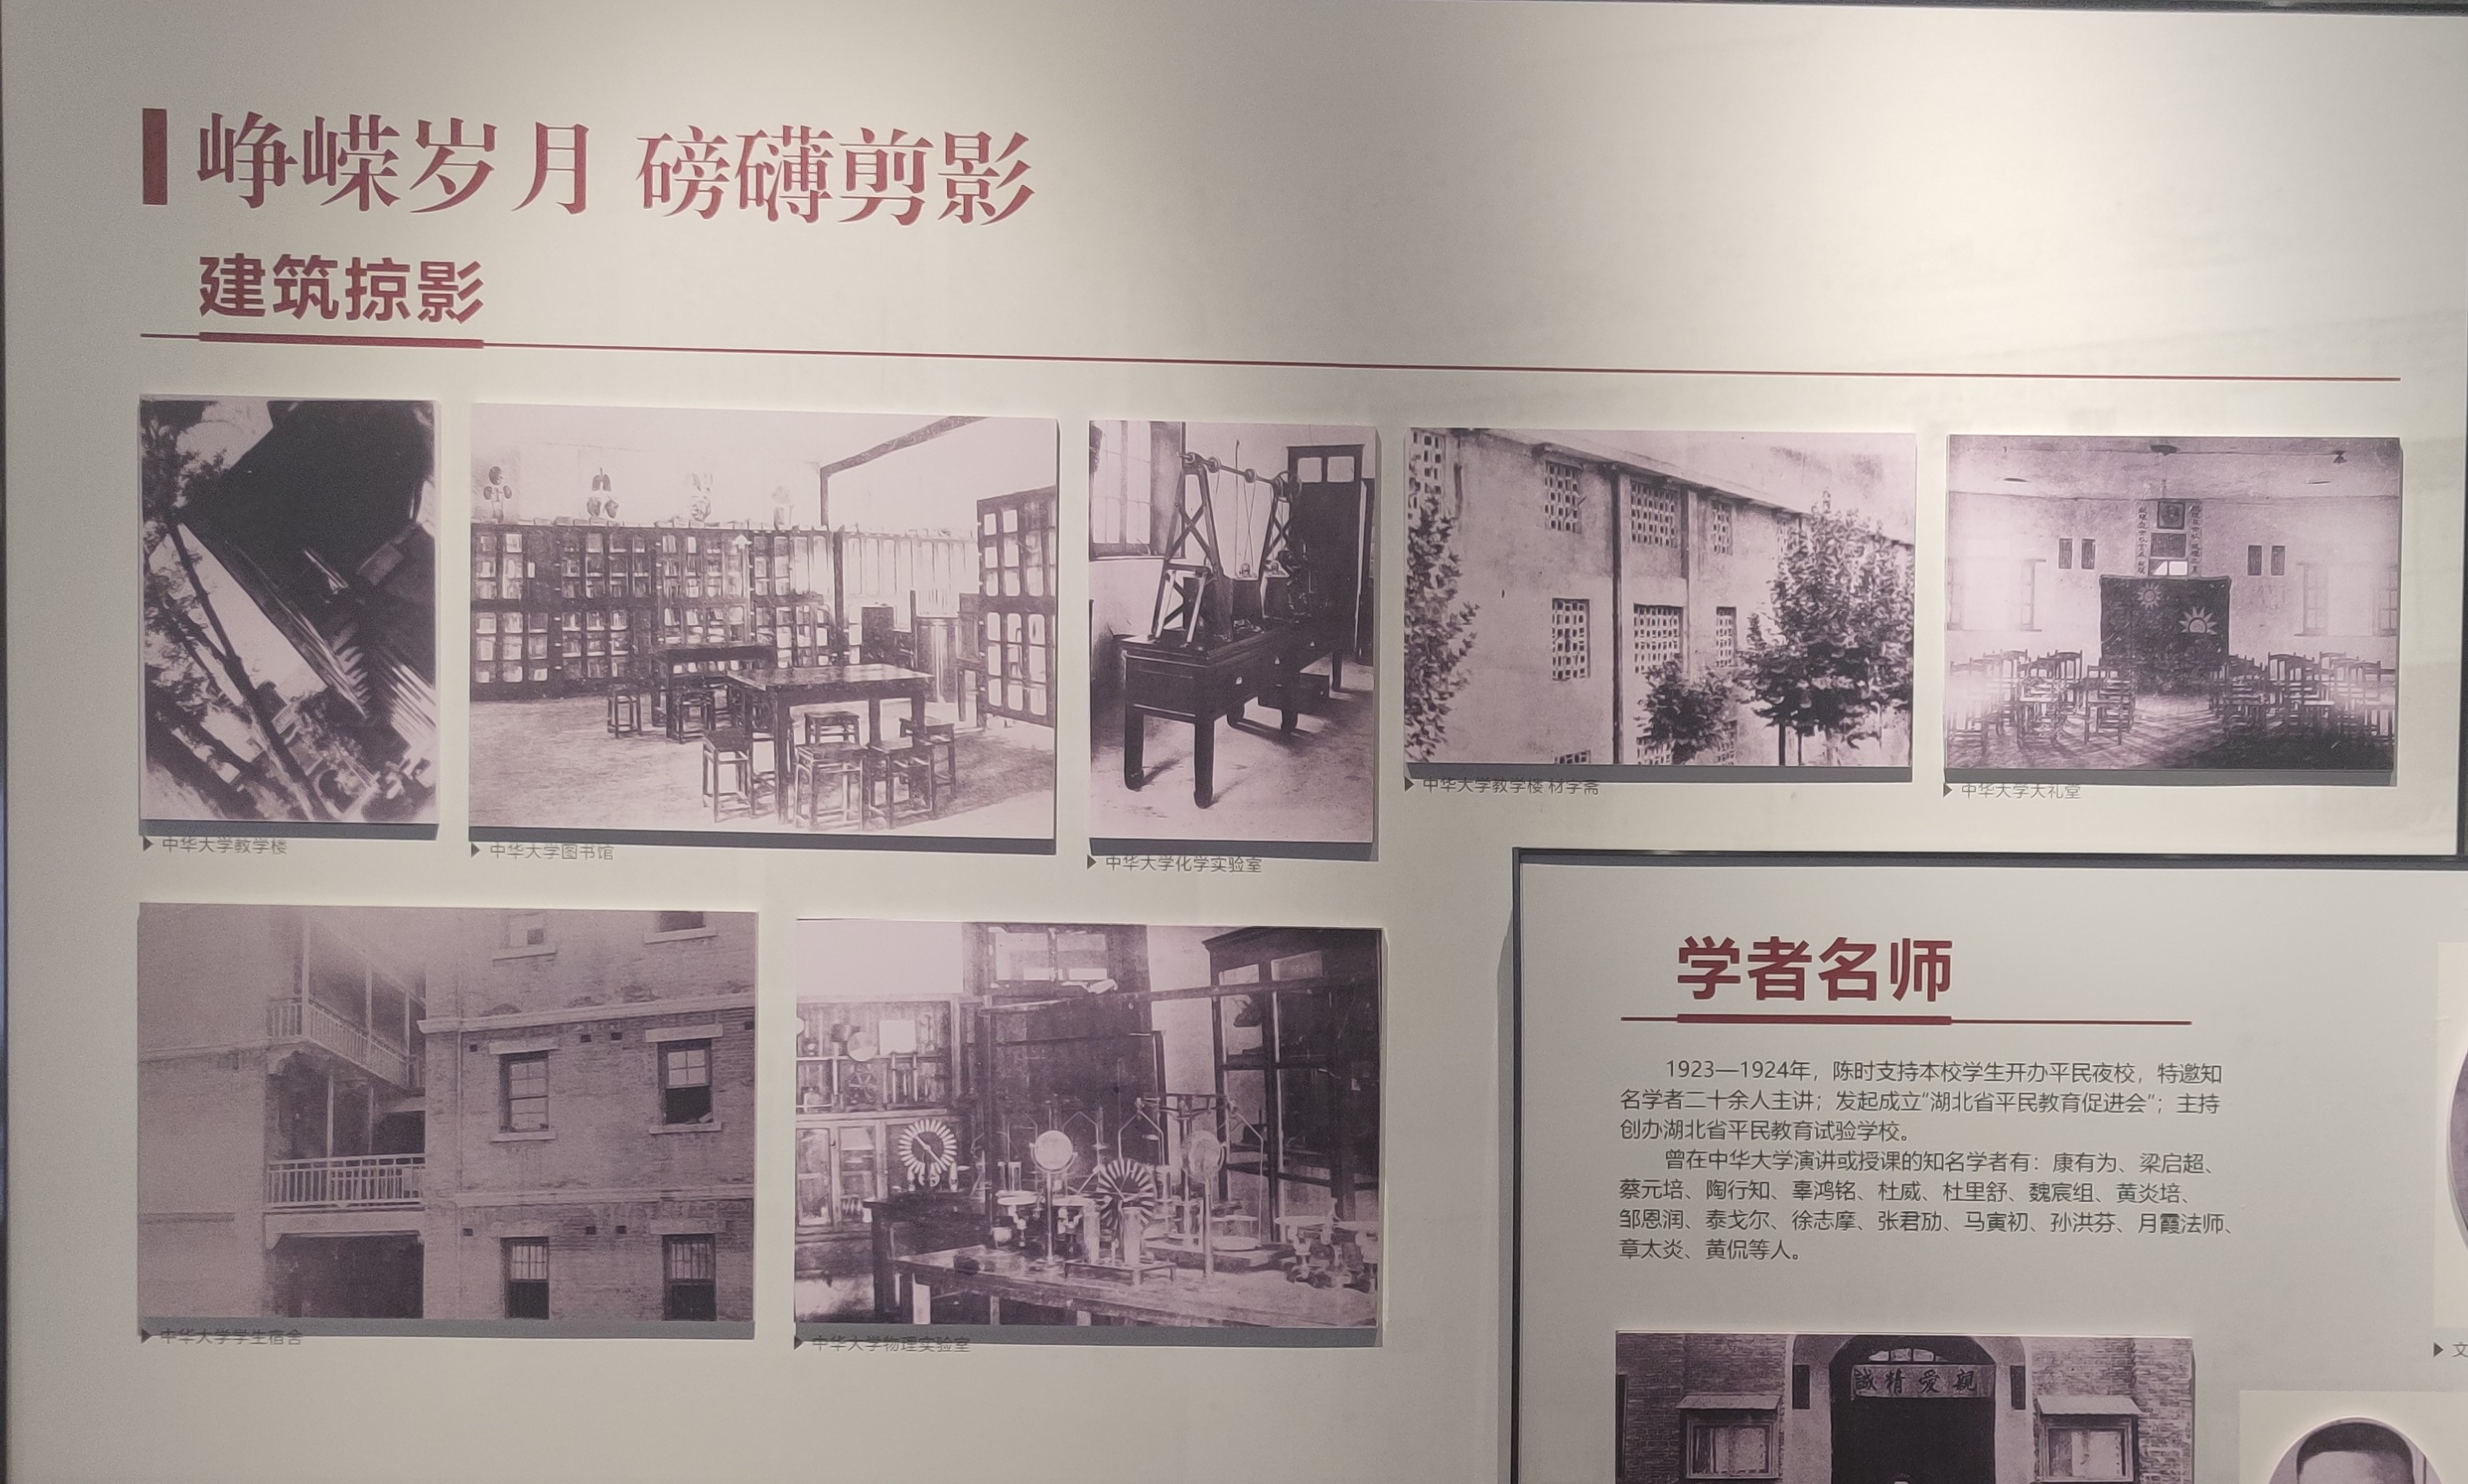 峥嵘岁月 磅礴剪影
建筑掠影
中华大学教学楼
中华大学图书馆
中华大学化学实验室
中华大学教学楼 材字斋
中华大学大礼堂
中华大学学生宿舍
中华大学物理实验室
学者名师
1923—1924年，陈时支持本校学生开办平民夜校，特邀知
名学者二十余人主讲；发起成立"湖北省平民教育促进会"；主持
创办湖北省平民教育试验学校。
曾在中华大学演讲或授课的知名学者有：康有为、梁启超、
蔡元培、陶行知、辜鸿铭、杜威、杜里舒、魏宸组、黄炎培、
邹恩润、泰戈尔、徐志摩、张君劢、马寅初、孙洪芬、月霞法师、
章太炎、黄侃等人。
誠精愛親
文